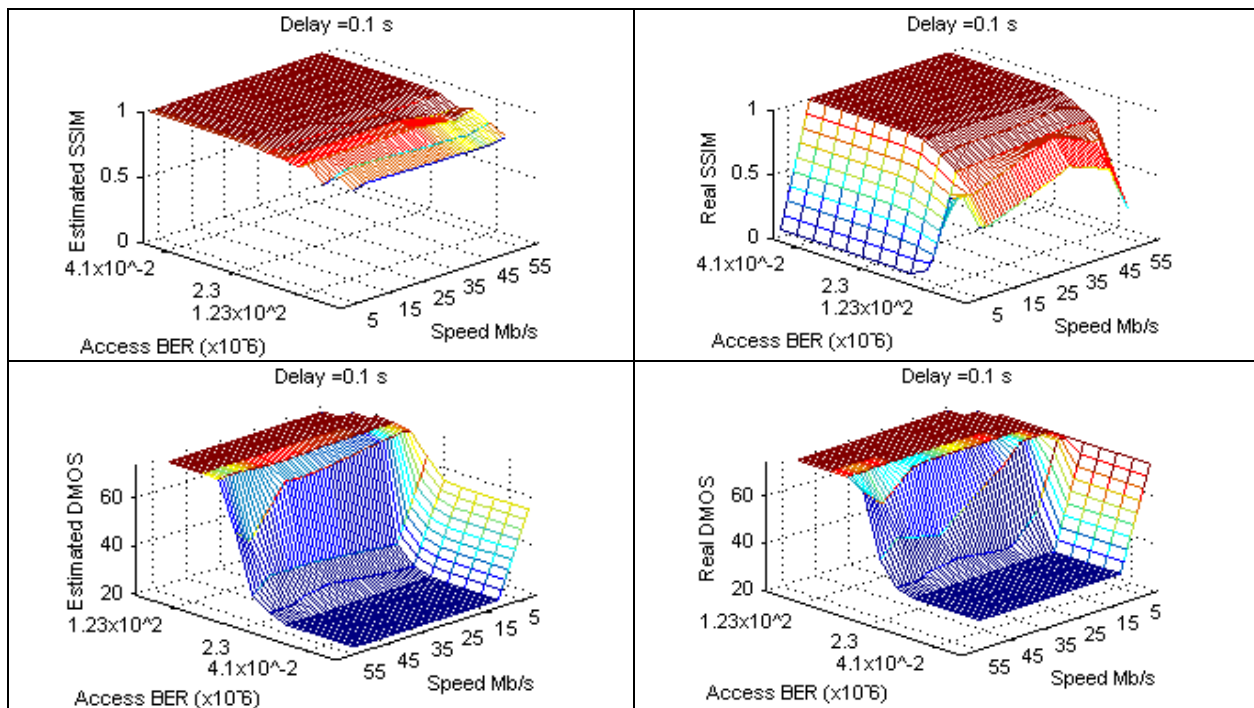 Delay =0.1 s
Estimated SSIM
1
0.5
0
4.1x10^-2
2.3
1.23x10^2
Access BER (x10^-6)
5
15
25
35
45
55
Speed Mb/s
Delay =0.1 s
Real SSIM
1
0.5
0
4.1x10^-2
2.3
1.23x10^2
Access BER (x10^-6)
5
15
25
35
45
55
Speed Mb/s
Delay =0.1 s
Estimated DMOS
60
40
20
1.23x10^2
2.3
4.1x10^-2
Access BER (x10^-6)
55
45
35
25
15
5
Speed Mb/s
Delay =0.1 s
Real DMOS
60
40
20
1.23x10^2
2.3
4.1x10^-2
Access BER (x10^-6)
55
45
35
25
15
5
Speed Mb/s